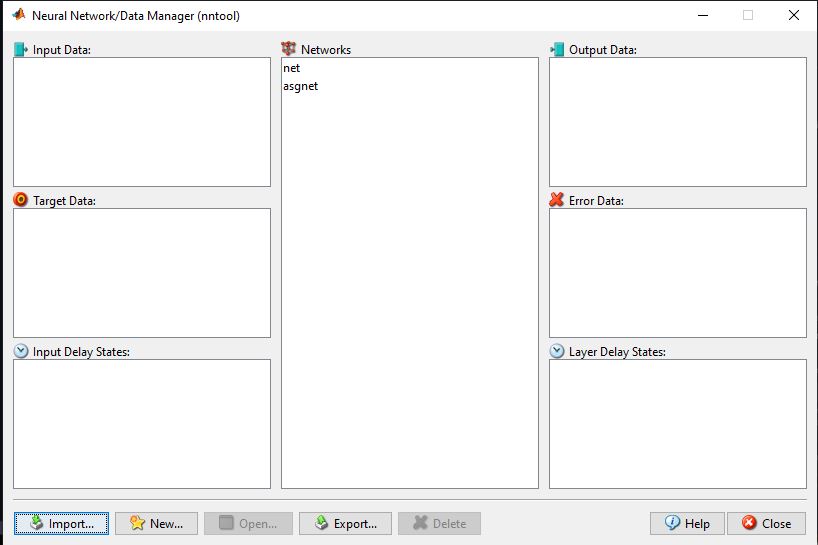 Neural Network/Data Manager (nntool)
Input Data:
Networks
Output Data:
net
asgnet
Target Data:
Error Data:
Input Delay States:
Layer Delay States:
Import...
New...
Open...
Export...
Delete
Help
Close